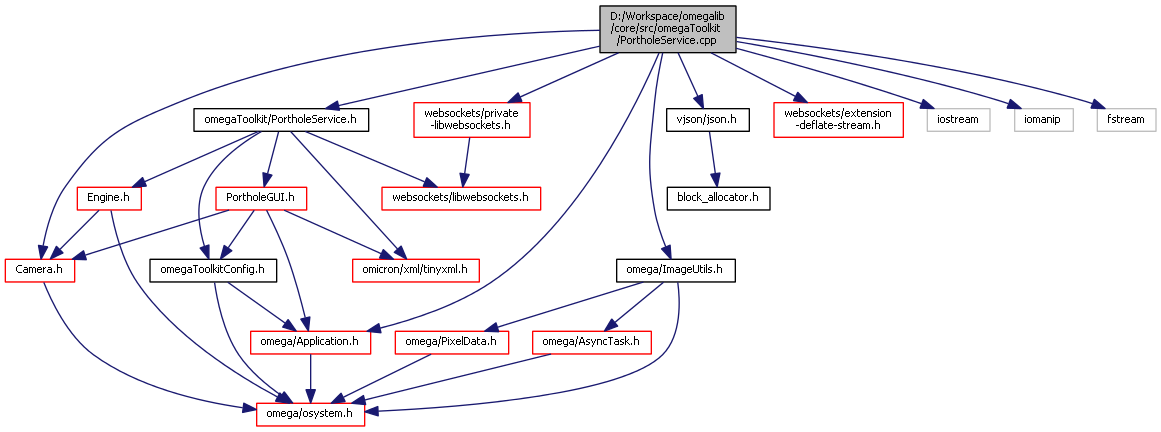 D:/Workspace/omegalib
/core/src/omegaToolkit
/PortholeService.cpp
omegaToolkit/PortholeService.h
websockets/private
-libwebsockets.h
vjson/json.h
websockets/extension
-deflate-stream.h
iostream
iomanip
fstream
Engine.h
PortholeGUI.h
websockets/libwebsockets.h
block_allocator.h
Camera.h
omegaToolkitConfig.h
omicron/xml/tinyxml.h
omega/ImageUtils.h
omega/Application.h
omega/PixelData.h
omega/AsyncTask.h
omega/osystem.h